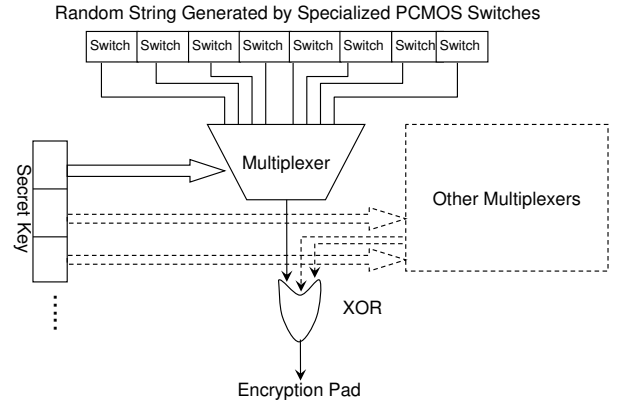 Random String Generated by Specialized PCMOS Switches
Switch Switch Switch Switch Switch Switch Switch Switch
Multiplexer
Secret Key
Other Multiplexers
XOR
Encryption Pad